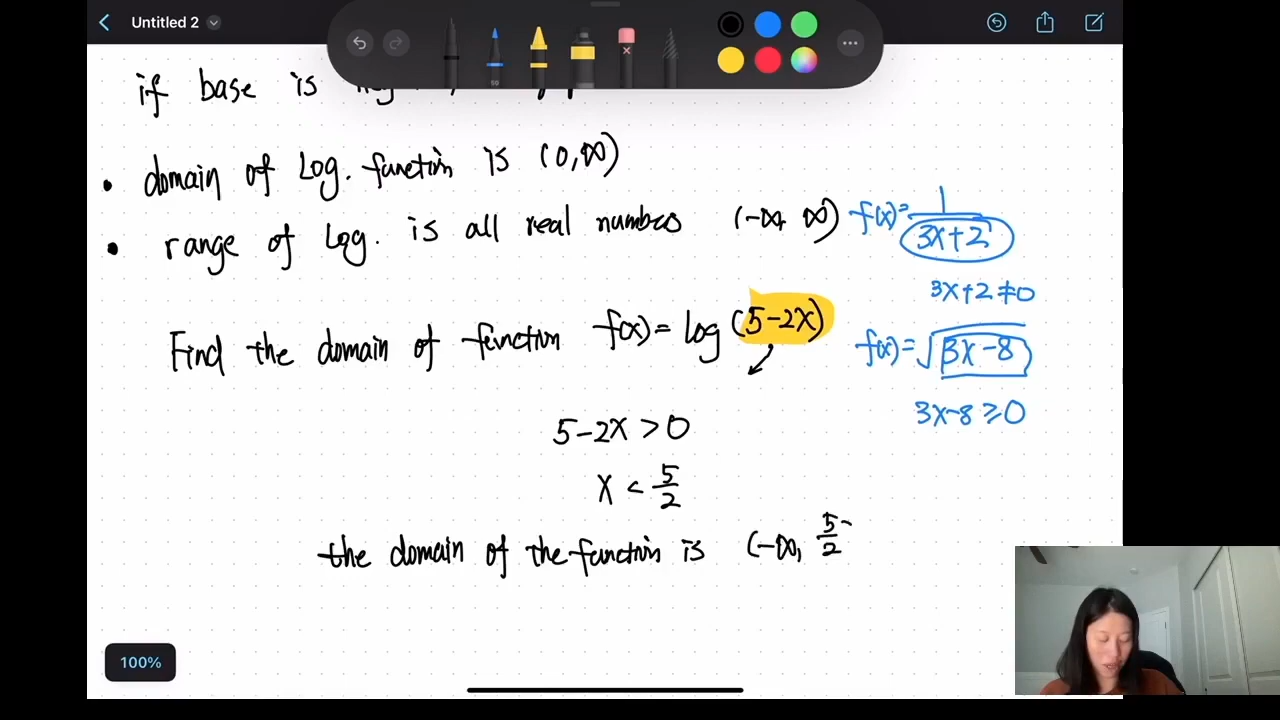 Untitled 2
if base is
• domain of Log. function is (0,∞)
• range of Log. is all real numbers (-∞, ∞)
f(x)= 1/(3x+2)
3x+2≠0
Find the domain of function f(x)= log (5-2x)
f(x)= √(3x-8)
3x-8≥0
5-2x>0
x < 5/2
the domain of the function is (-∞, 5/2
100%
50